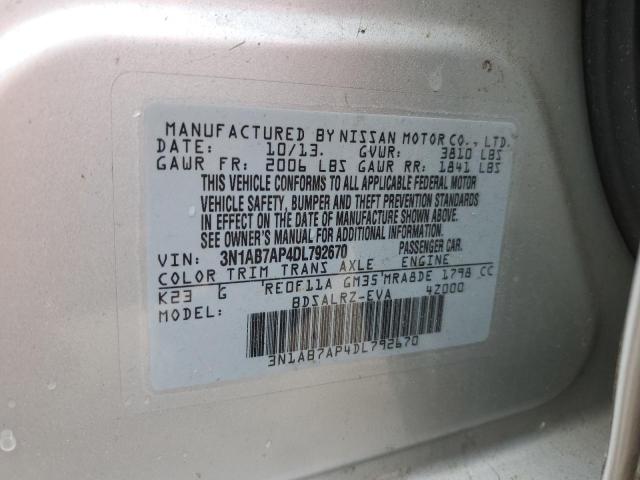 MANUFACTURED BY NISSAN MOTOR CO., LTD.
DATE: 10/13. GVWR: 3810 LBS
GAWR FR: 2006 LBS GAWR RR: 1841 LBS
THIS VEHICLE CONFORMS TO ALL APPLICABLE FEDERAL MOTOR
VEHICLE SAFETY, BUMPER AND THEFT PREVENTION STANDARDS
IN EFFECT ON THE DATE OF MANUFACTURE SHOWN ABOVE.
SEE OWNER'S MANUAL FOR ADDITIONAL INFORMATION.
VIN: 3N1AB7AP4DL792670 PASSENGER CAR.
COLOR TRIM TRANS AXLE ENGINE
K23 G RE0F11A GM35 MRA8DE 1798 CC
MODEL: BDSALRZ-EVA 42000
3N1AB7AP4DL792670